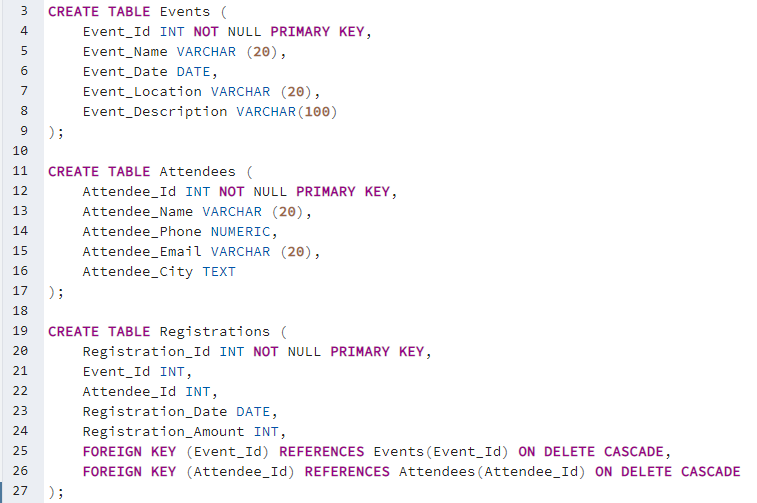 3 CREATE TABLE Events (
4 Event_Id INT NOT NULL PRIMARY KEY,
5 Event_Name VARCHAR (20),
6 Event_Date DATE,
7 Event_Location VARCHAR (20),
8 Event_Description VARCHAR(100)
9 );
10
11 CREATE TABLE Attendees (
12 Attendee_Id INT NOT NULL PRIMARY KEY,
13 Attendee_Name VARCHAR (20),
14 Attendee_Phone NUMERIC,
15 Attendee_Email VARCHAR (20),
16 Attendee_City TEXT
17 );
18
19 CREATE TABLE Registrations (
20 Registration_Id INT NOT NULL PRIMARY KEY,
21 Event_Id INT,
22 Attendee_Id INT,
23 Registration_Date DATE,
24 Registration_Amount INT,
25 FOREIGN KEY (Event_Id) REFERENCES Events(Event_Id) ON DELETE CASCADE,
26 FOREIGN KEY (Attendee_Id) REFERENCES Attendees(Attendee_Id) ON DELETE CASCADE
27 );